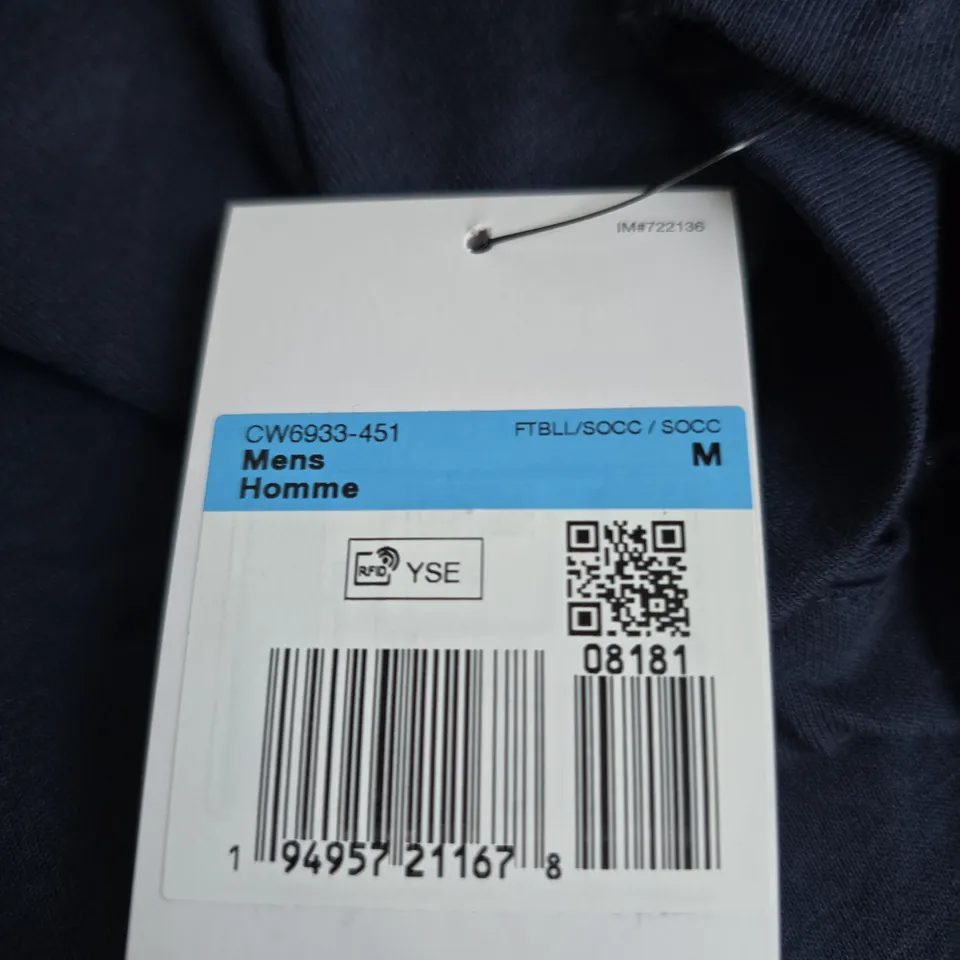 IM#722136
CW6933-451
FTBLL/SOCC / SOCC
Mens
M
Homme
RFID YSE
08181
1 94957 21167 8